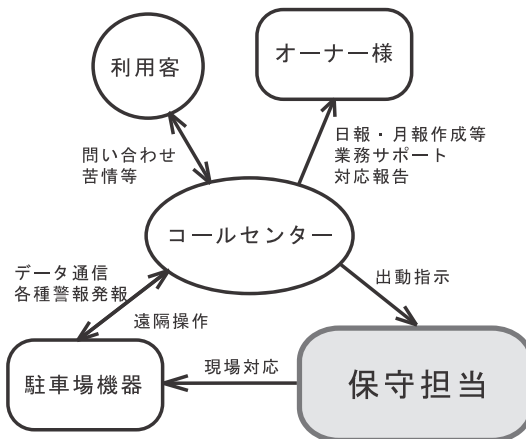 利用客
オーナー様
問い合わせ
苦情等
日報・月報作成等
業務サポート
対応報告
コールセンター
データ通信
各種警報発報
遠隔操作
出動指示
駐車場機器
現場対応
保守担当